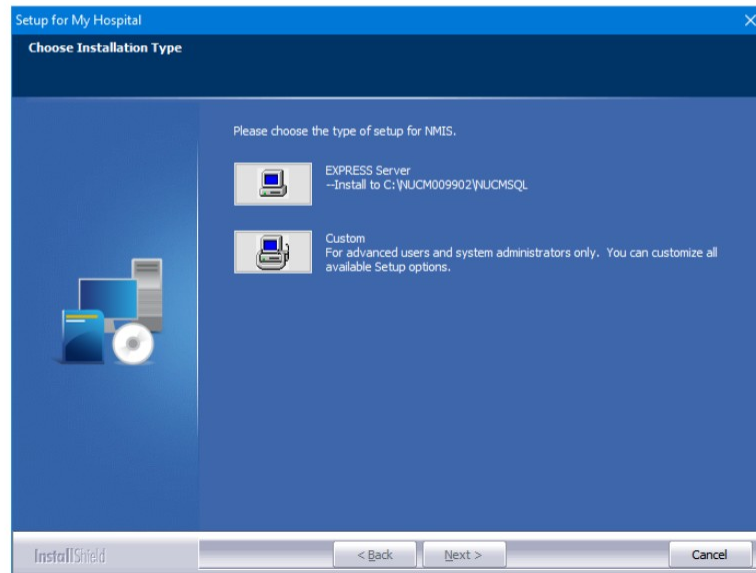 Setup for My Hospital
Choose Installation Type
Please choose the type of setup for NMIS.
EXPRESS Server
--Install to C:\NUCM009902\NUCMSQL
Custom
For advanced users and system administrators only. You can customize all
available Setup options.
InstallShield
< Back
Next >
Cancel